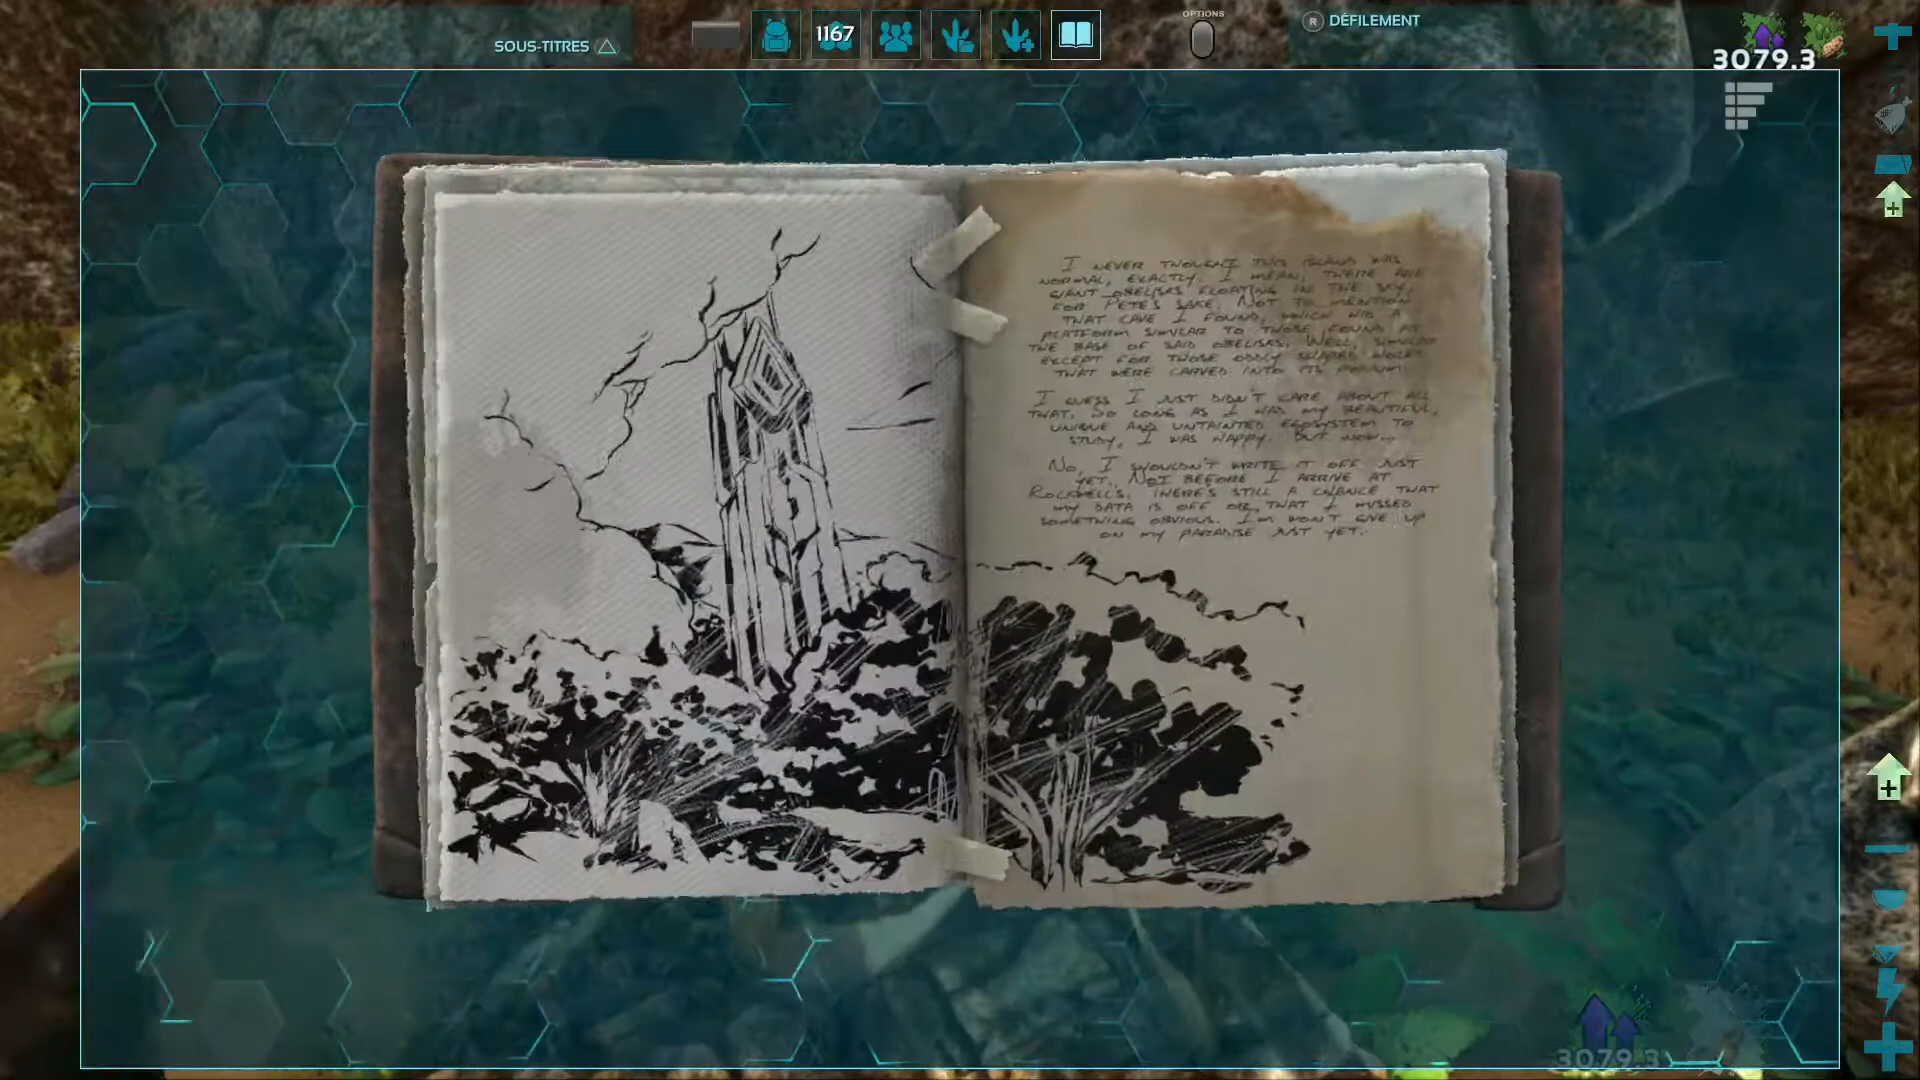 SOUS-TITRES
1167
OPTIONS
R DÉFILEMENT
3079.3
I NEVER THOUGHT THIS ISLAND WAS
NORMAL, EXACTLY. I MEAN, THERE ARE
GIANT OBELISKS FLOATING IN THE SKY,
FOR PETE'S SAKE. NOT TO MENTION
THAT CAVE I FOUND, WHICH HAD A
PLATFORM SIMILAR TO THOSE FOUND AT
THE BASE OF SAID OBELISKS. WELL, SIMILAR
EXCEPT FOR THOSE ODDLY SHAPED HOLES
THAT WERE CARVED INTO ITS PODIUM.
I GUESS I JUST DIDN'T CARE ABOUT ALL
THAT. SO LONG AS I HAD MY BEAUTIFUL,
UNIQUE AND UNTAINTED ECOSYSTEM TO
STUDY, I WAS HAPPY. BUT NOW...
NO, I SHOULDN'T WRITE IT OFF JUST
YET. NOT BEFORE I ARRIVE AT
ROCKWELL'S. THERE'S STILL A CHANCE THAT
MY DATA IS OFF OR THAT I MISSED
SOMETHING OBVIOUS. I'M WON'T GIVE UP
ON MY PARADISE JUST YET.
3079.3